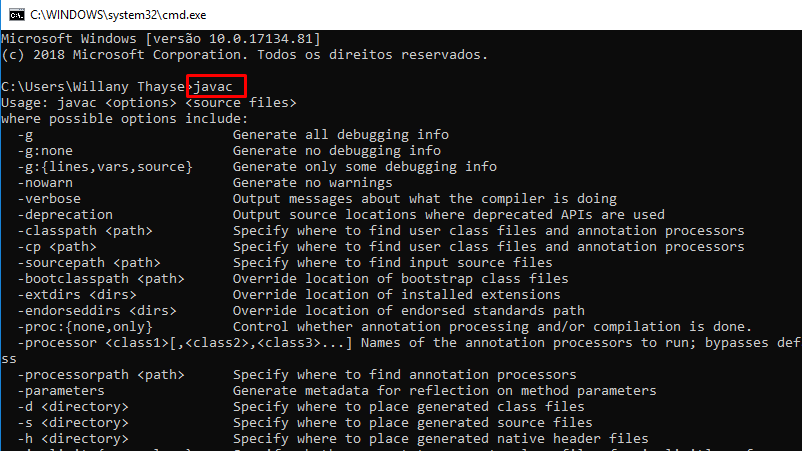 C:\WINDOWS\system32\cmd.exe
Microsoft Windows [versão 10.0.17134.81]
(c) 2018 Microsoft Corporation. Todos os direitos reservados.
C:\Users\Willany Thayse>javac
Usage: javac <options> <source files>
where possible options include:
-g Generate all debugging info
-g:none Generate no debugging info
-g:{lines,vars,source} Generate only some debugging info
-nowarn Generate no warnings
-verbose Output messages about what the compiler is doing
-deprecation Output source locations where deprecated APIs are used
-classpath <path> Specify where to find user class files and annotation processors
-cp <path> Specify where to find user class files and annotation processors
-sourcepath <path> Specify where to find input source files
-bootclasspath <path> Override location of bootstrap class files
-extdirs <dirs> Override location of installed extensions
-endorseddirs <dirs> Override location of endorsed standards path
-proc:{none,only} Control whether annotation processing and/or compilation is done.
-processor <class1>[,<class2>,<class3>...] Names of the annotation processors to run; bypasses def
ss
-processorpath <path> Specify where to find annotation processors
-parameters Generate metadata for reflection on method parameters
-d <directory> Specify where to place generated class files
-s <directory> Specify where to place generated source files
-h <directory> Specify where to place generated native header files